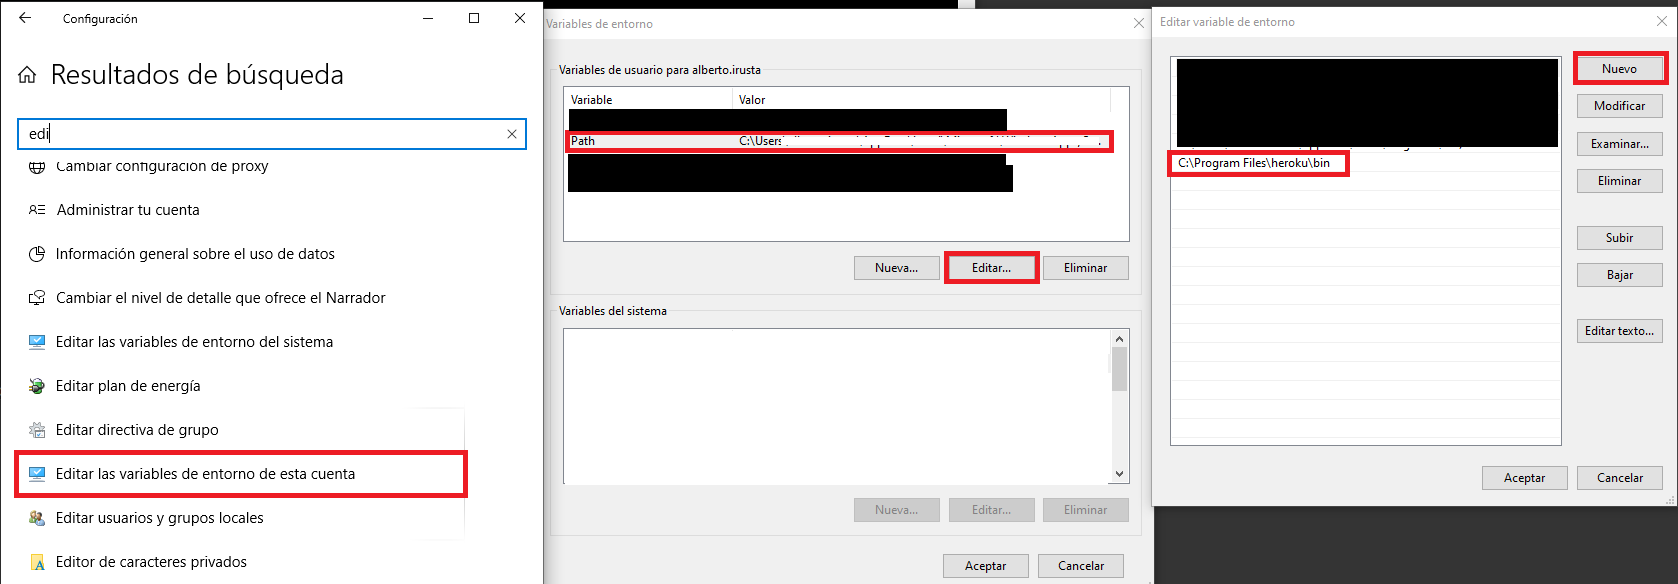 Configuración
Resultados de búsqueda
edi
Cambiar configuración de proxy
Administrar tu cuenta
Información general sobre el uso de datos
Cambiar el nivel de detalle que ofrece el Narrador
Editar las variables de entorno del sistema
Editar plan de energía
Editar directiva de grupo
Editar las variables de entorno de esta cuenta
Editar usuarios y grupos locales
Editor de caracteres privados
Variables de entorno
Variables de usuario para alberto.irusta
Variable Valor
Path C:\Users
Nueva... Editar... Eliminar
Variables del sistema
Nueva... Editar... Eliminar
Aceptar Cancelar
Editar variable de entorno
C:\Program Files\heroku\bin
Nuevo
Modificar
Examinar...
Eliminar
Subir
Bajar
Editar texto...
Aceptar Cancelar